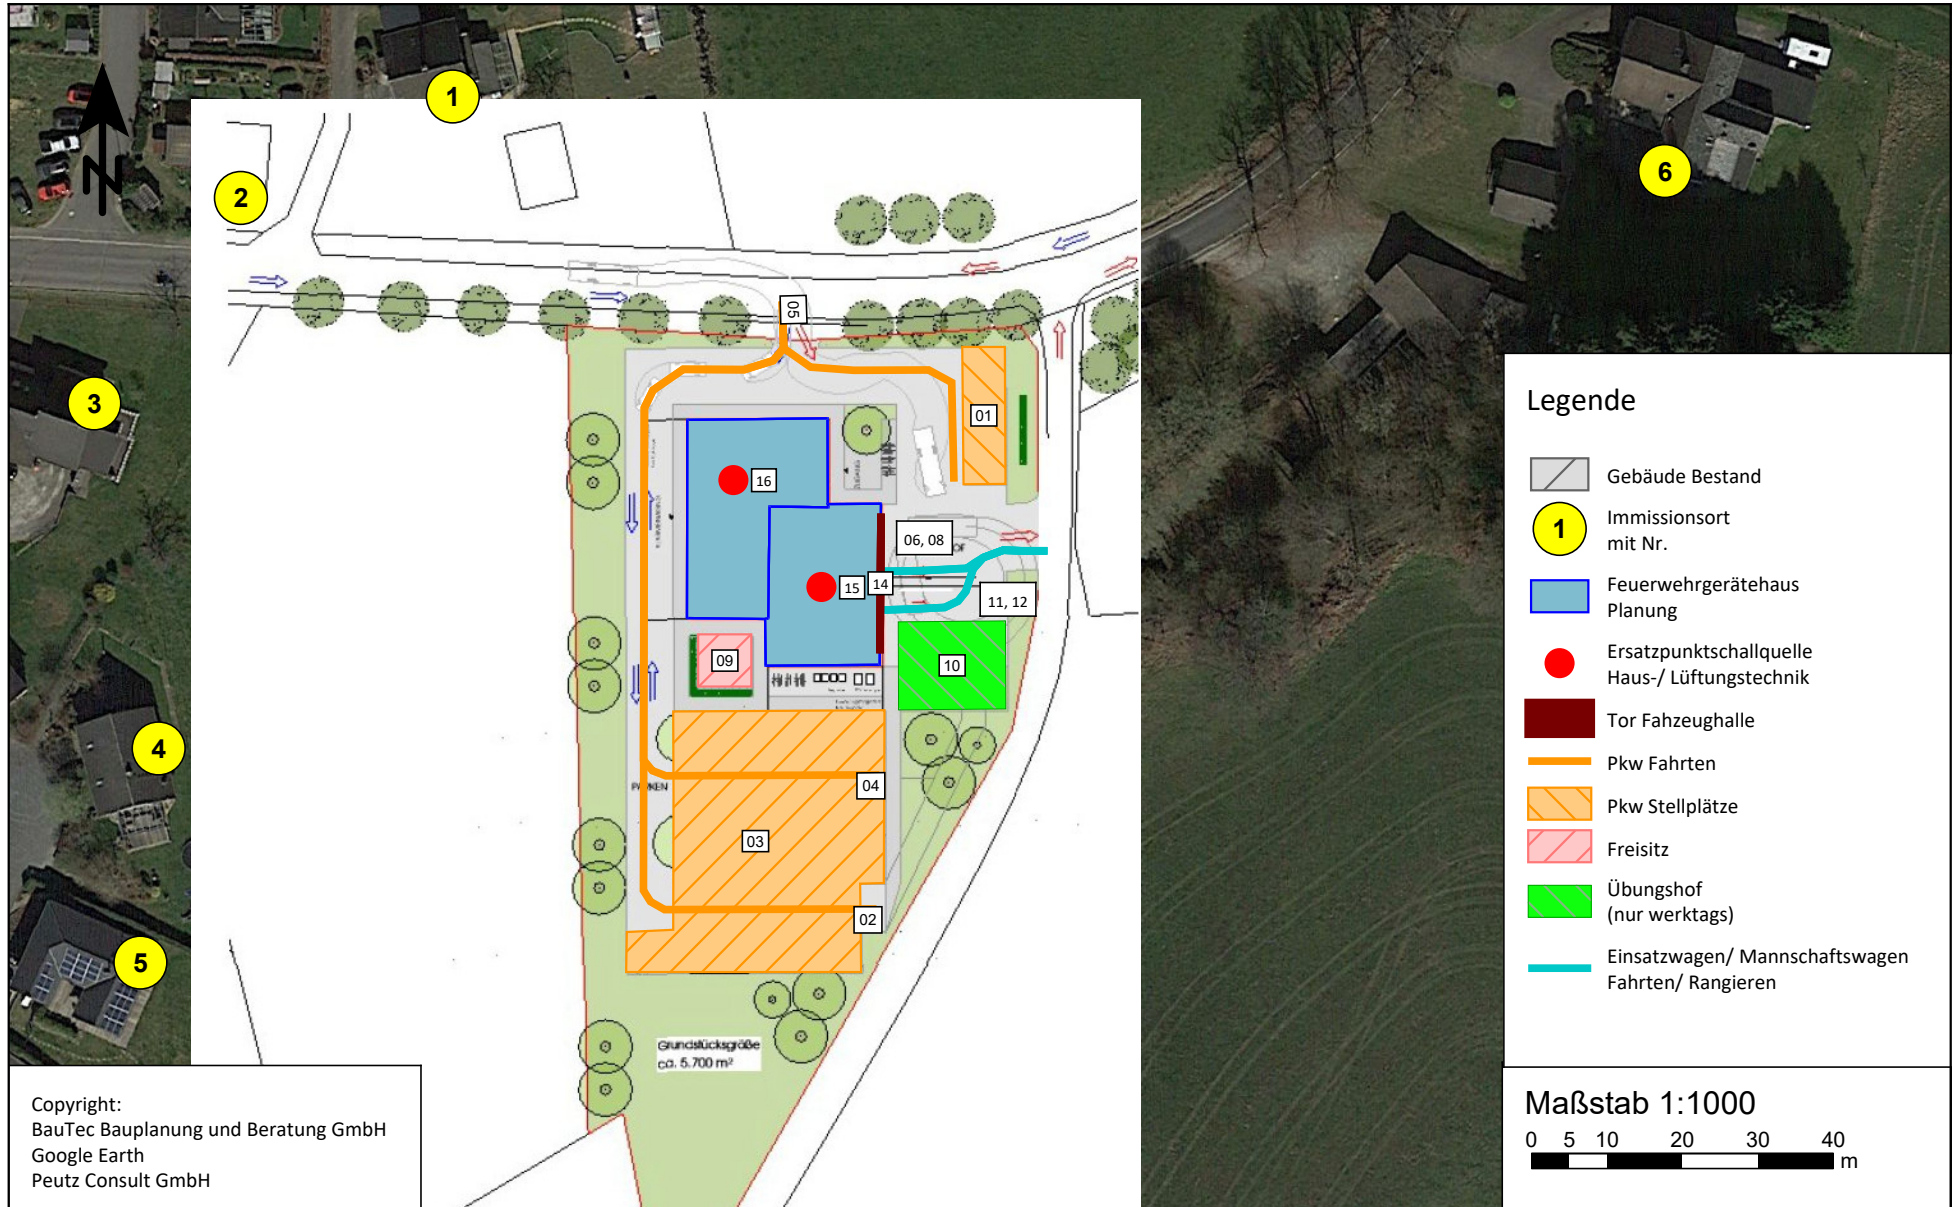 N
1
2
3
4
5
6
05
01
16
06, 08
OF
15
14
11, 12
09
10
PARKEN
04
03
02
Grundstücksgröße
ca. 5.700 m²
Legende
Gebäude Bestand
1
Immissionsort
mit Nr.
Feuerwehrgerätehaus
Planung
Ersatzpunktschallquelle
Haus-/ Lüftungstechnik
Tor Fahzeughalle
Pkw Fahrten
Pkw Stellplätze
Freisitz
Übungshof
(nur werktags)
Einsatzwagen/ Mannschaftswagen
Fahrten/ Rangieren
Maßstab 1:1000
0 5 10 20 30 40
m
Copyright:
BauTec Bauplanung und Beratung GmbH
Google Earth
Peutz Consult GmbH